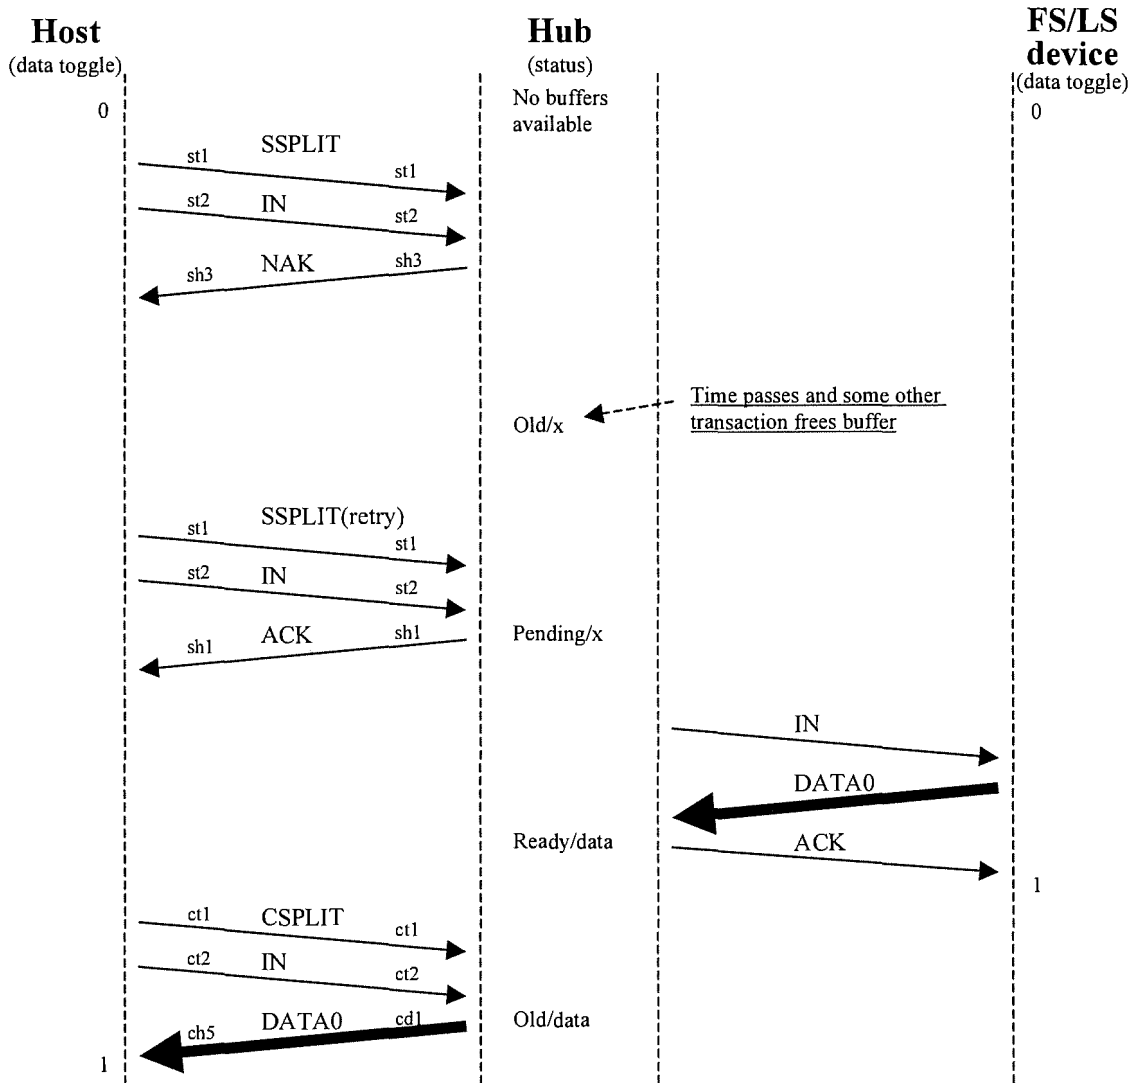 Host
(data toggle)
Hub
(status)
FS/LS
device
(data toggle)
0
No buffers
available
0
SSPLIT
st1
st1
IN
st2
st2
NAK
sh3
sh3
Time passes and some other
transaction frees buffer
Old/x
SSPLIT(retry)
st1
st1
IN
st2
st2
ACK
sh1
sh1
Pending/x
IN
DATA0
Ready/data
ACK
1
CSPLIT
ct1
ct1
IN
ct2
ct2
DATA0
ch5
cd1
Old/data
1